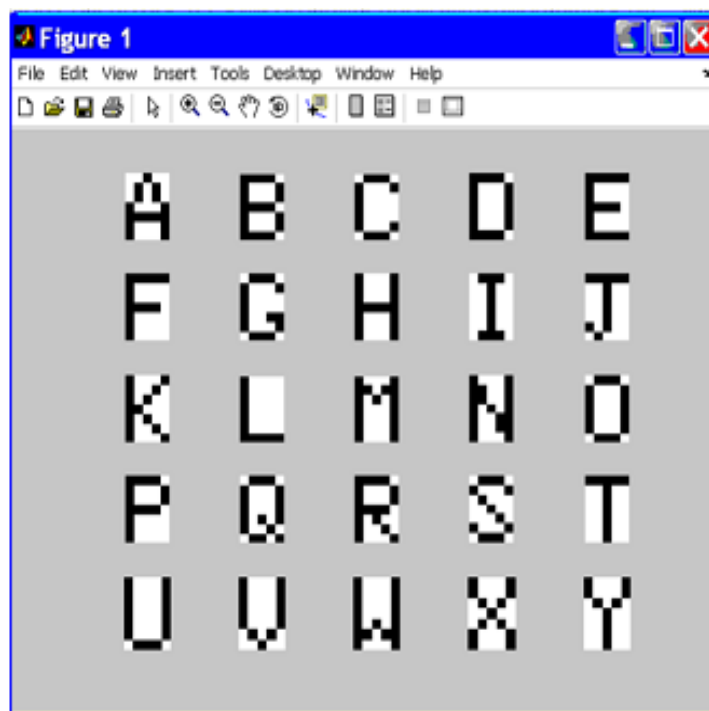 Figure 1
File Edit View Insert Tools Desktop Window Help
A B C D E
F G H I J
K L M N O
P Q R S T
U V W X Y